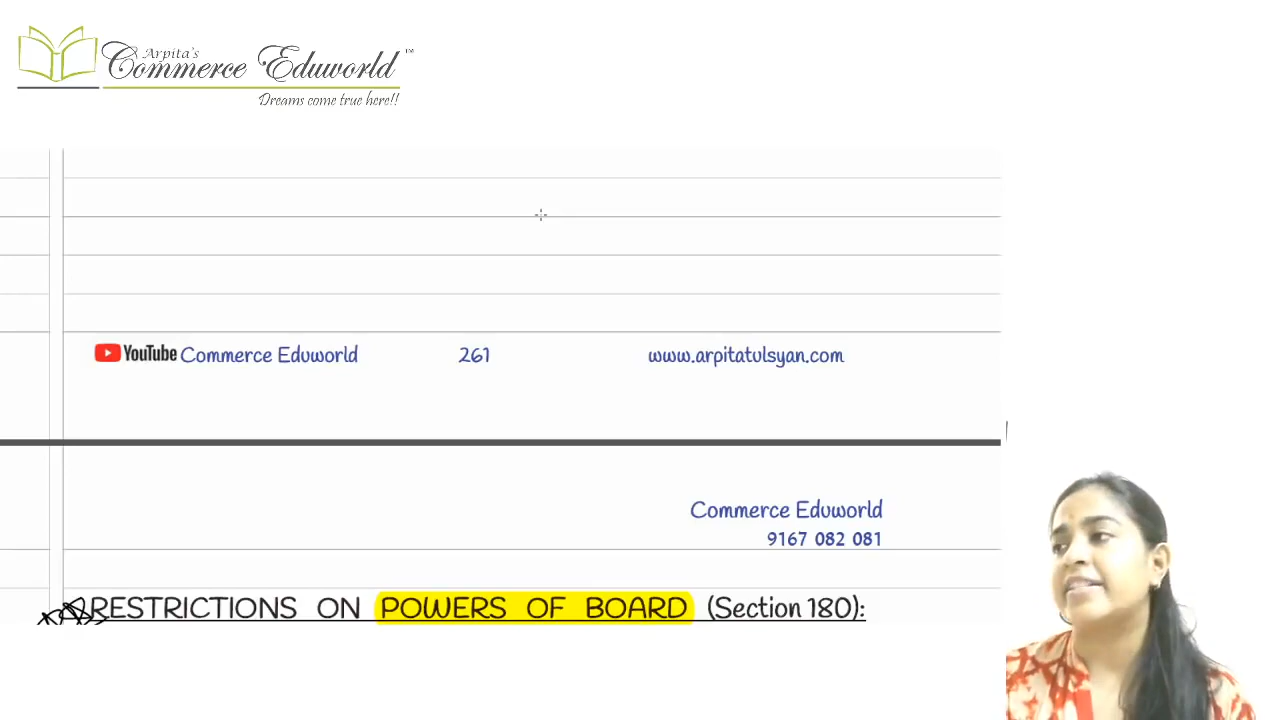 Arpita's
Commerce Eduworld™
Dreams come true here!!
YouTube Commerce Eduworld 261 www.arpitatulsyan.com
Commerce Eduworld
9167 082 081
RESTRICTIONS ON POWERS OF BOARD (Section 180):